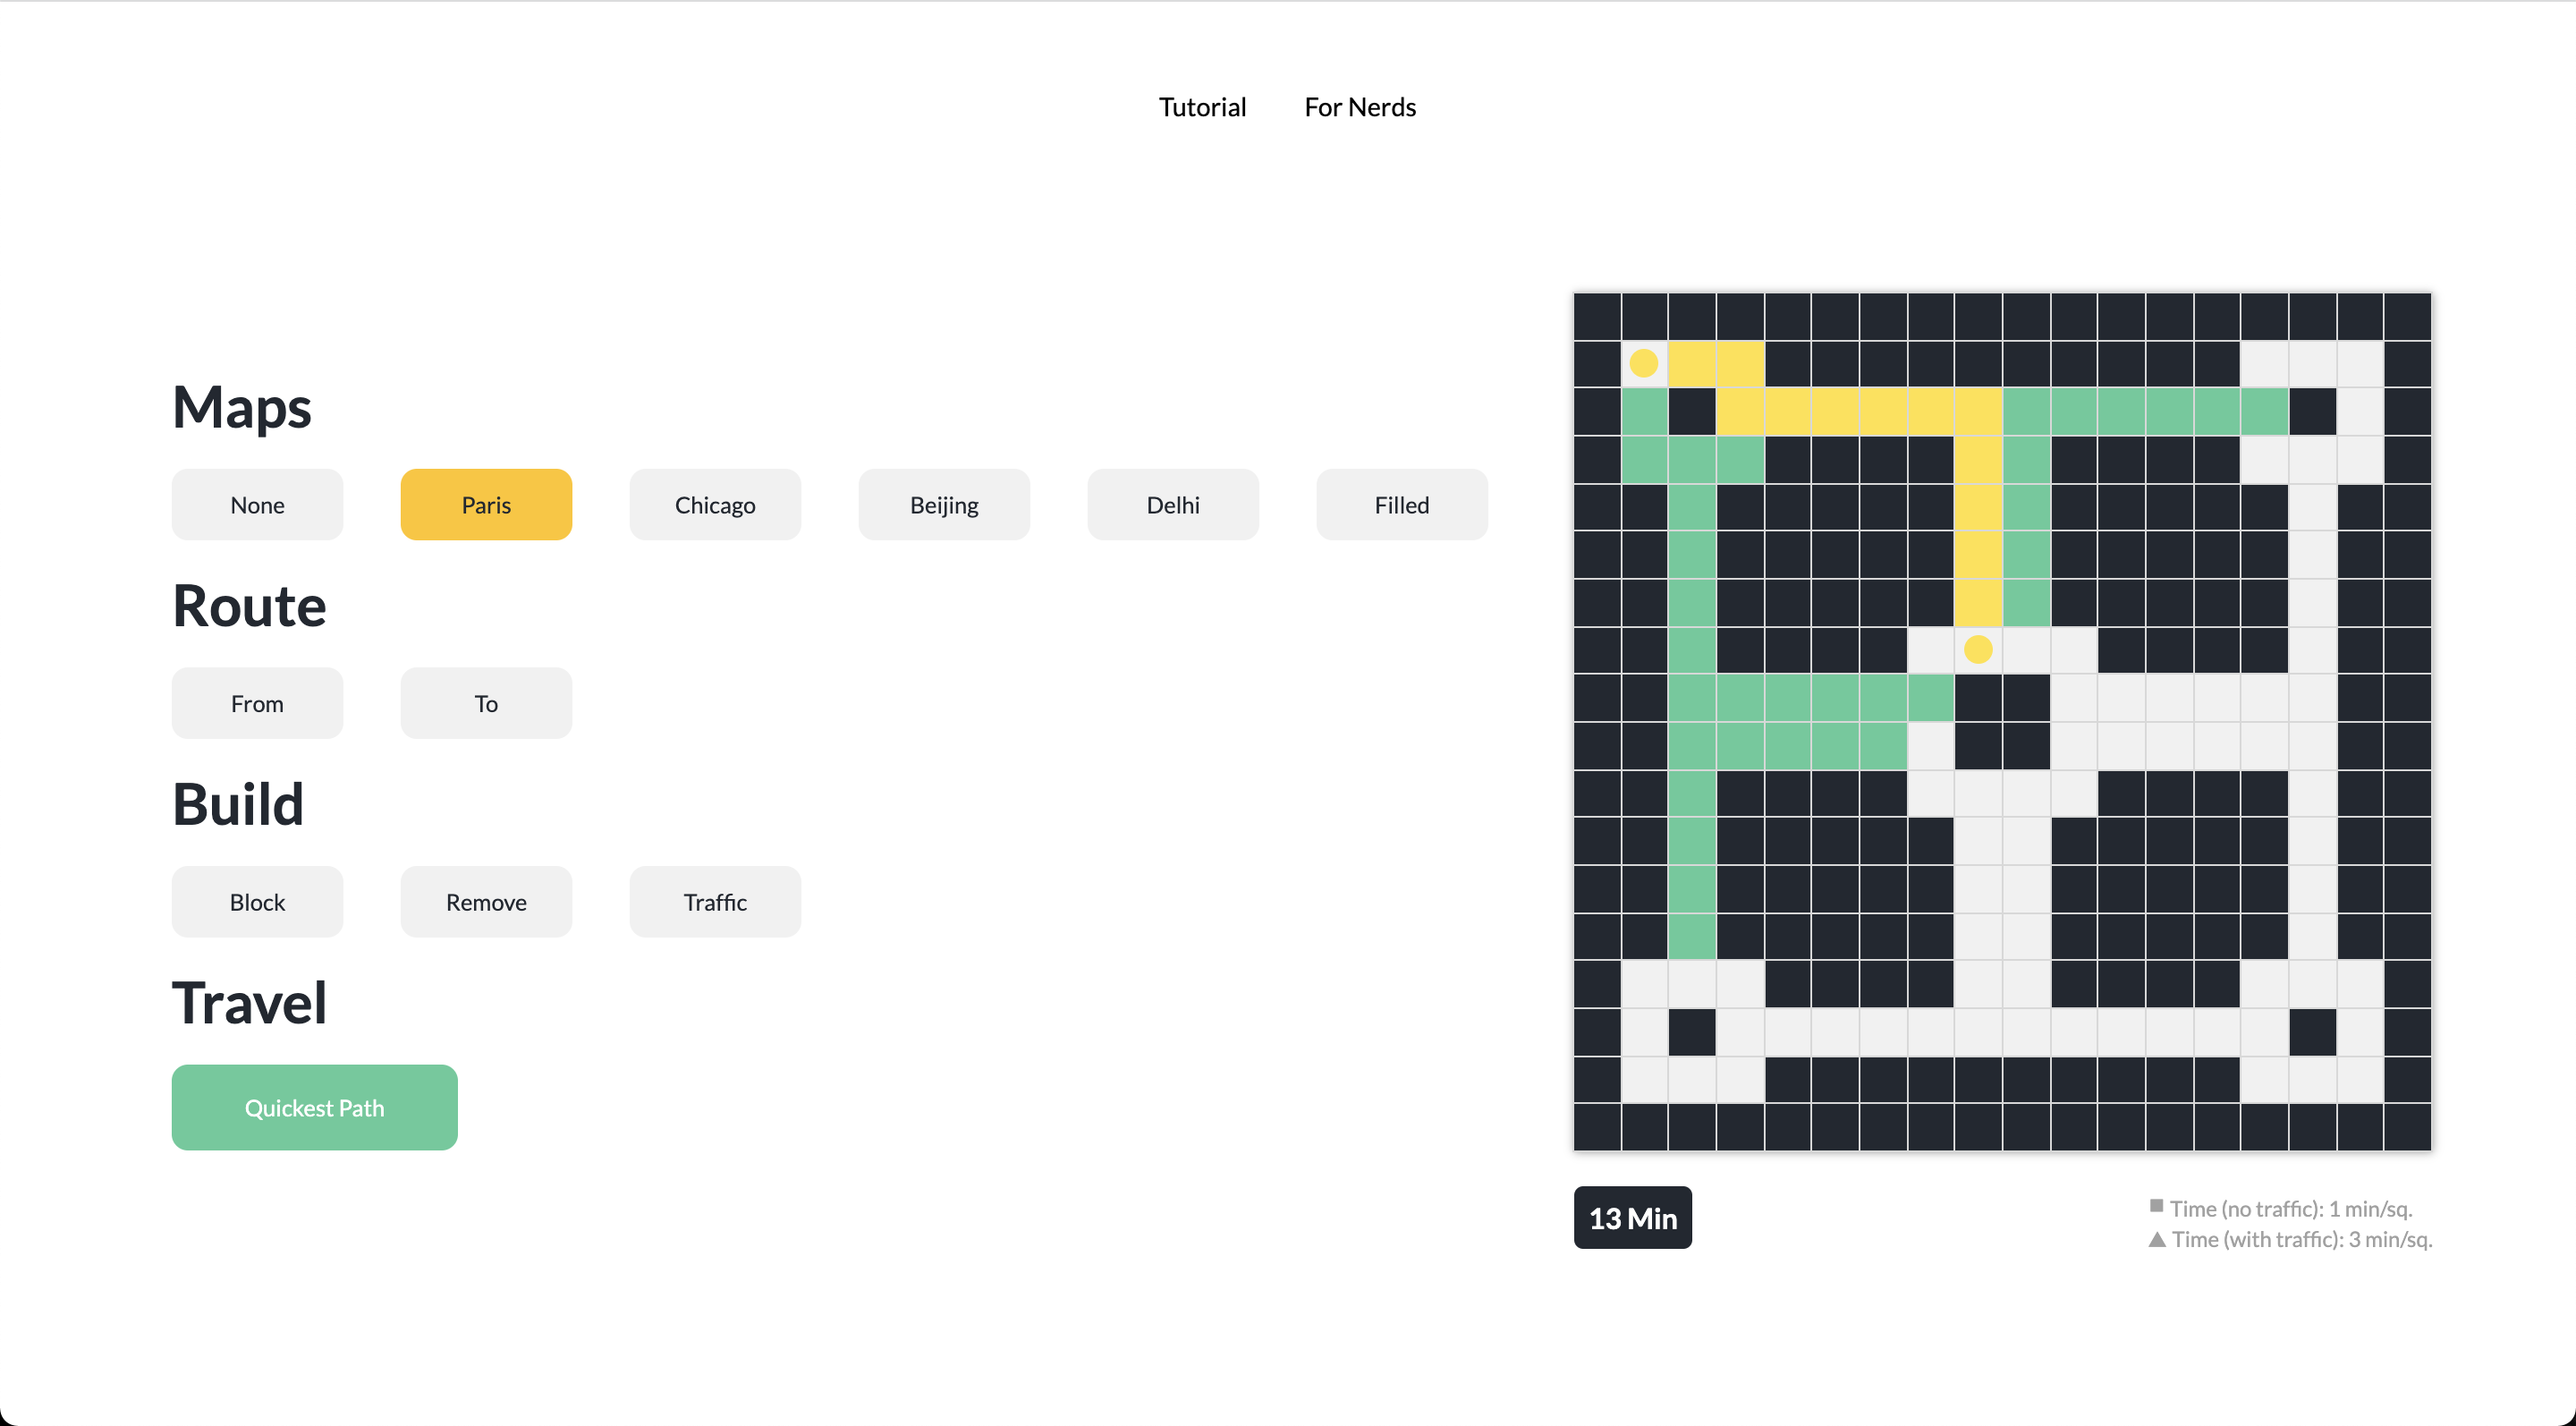 Tutorial For Nerds
Maps
None Paris Chicago Beijing Delhi Filled
Route
From To
Build
Block Remove Traffic
Travel
Quickest Path
13 Min
Time (no traffic): 1 min/sq.
Time (with traffic): 3 min/sq.